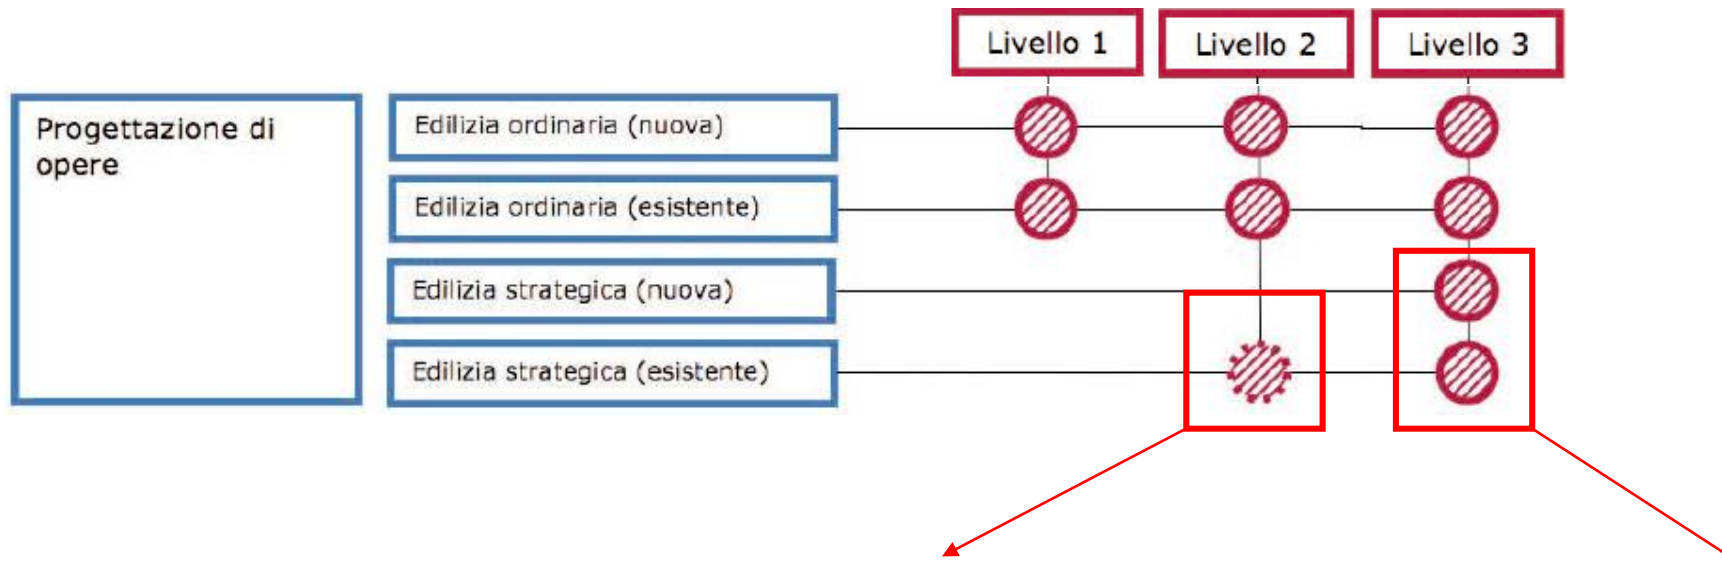 Livello 1
Livello 2
Livello 3
Progettazione di
opere
Edilizia ordinaria (nuova)
Edilizia ordinaria (esistente)
Edilizia strategica (nuova)
Edilizia strategica (esistente)